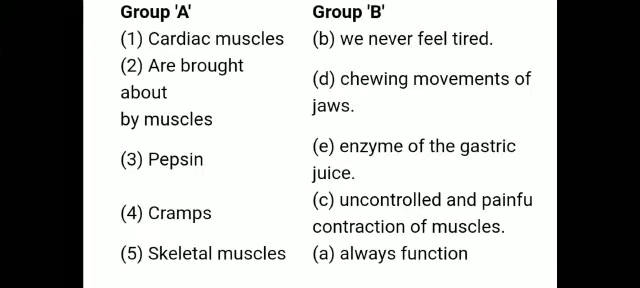 Group 'A' Group 'B'
(1) Cardiac muscles (b) we never feel tired.
(2) Are brought
about
by muscles
(d) chewing movements of
jaws.
(3) Pepsin
(e) enzyme of the gastric
juice.
(4) Cramps
(c) uncontrolled and painfu
contraction of muscles.
(5) Skeletal muscles (a) always function